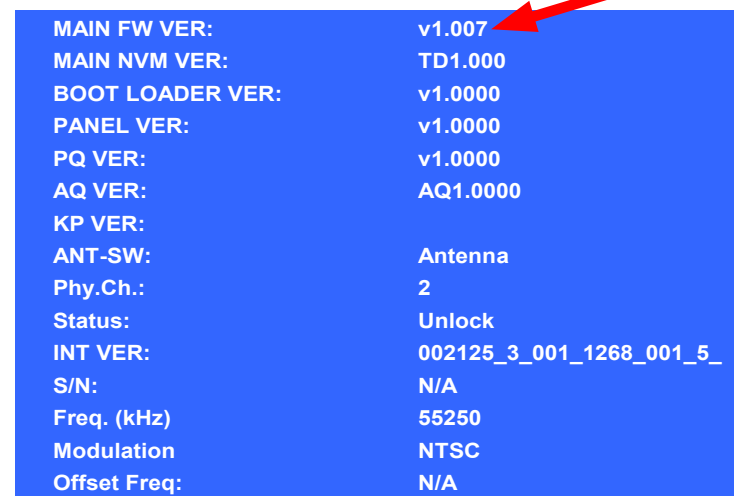 MAIN FW VER: v1.007
MAIN NVM VER: TD1.000
BOOT LOADER VER: v1.0000
PANEL VER: v1.0000
PQ VER: v1.0000
AQ VER: AQ1.0000
KP VER:
ANT-SW: Antenna
Phy.Ch.: 2
Status: Unlock
INT VER: 002125_3_001_1268_001_5_
S/N: N/A
Freq. (kHz) 55250
Modulation NTSC
Offset Freq: N/A